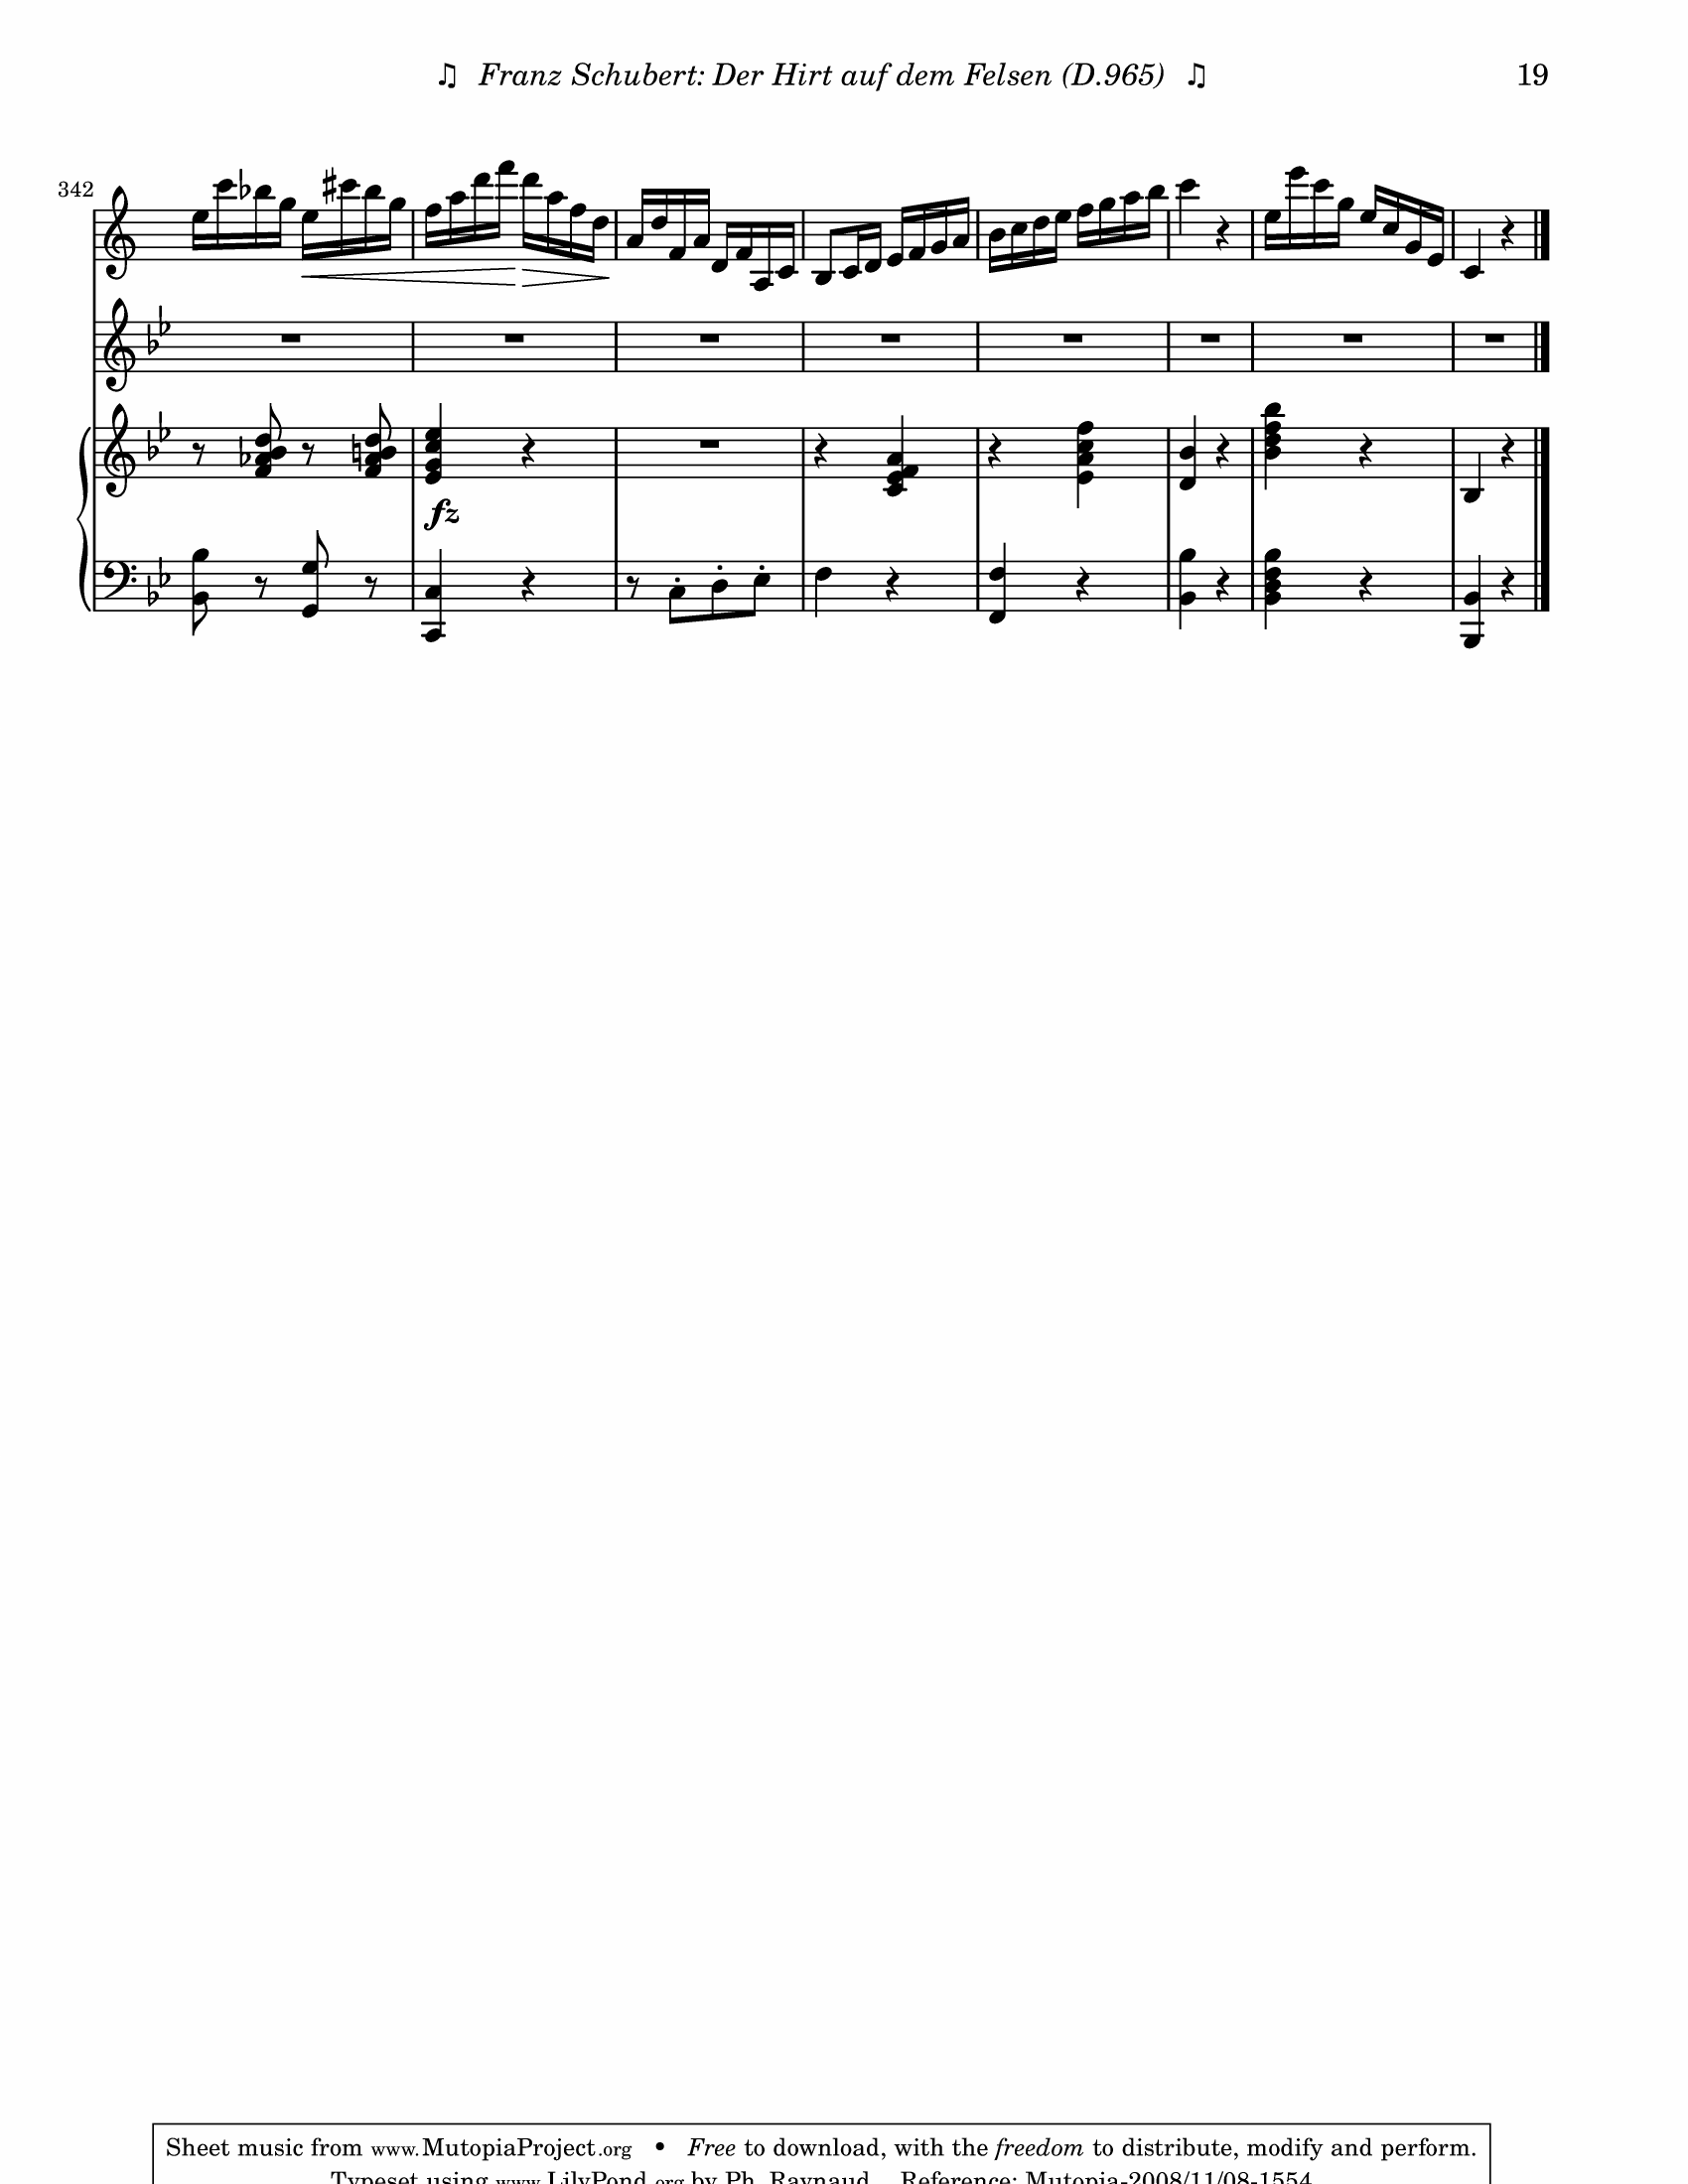 ♫ Franz Schubert: Der Hirt auf dem Felsen (D.965) ♫ 19
342
fz
Sheet music from www.MutopiaProject.org • Free to download, with the freedom to distribute, modify and perform.
Typeset using www.LilyPond.org by Ph. Raynaud. Reference: Mutopia-2008/11/08-1554